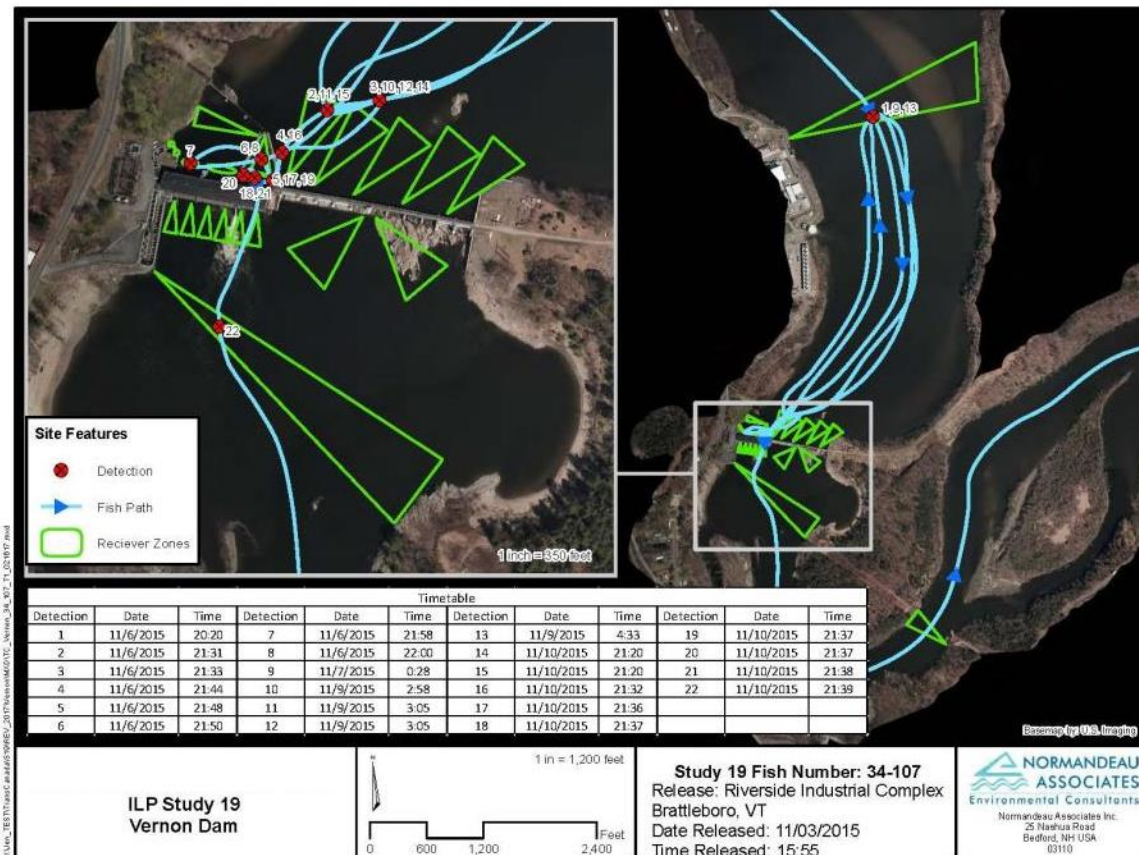 2,11,15
3,10,12,14
4,16
6,8
7
20
5,17,19
18,21
22
1,9,13
Site Features
Detection
Fish Path
Reciever Zones
1 inch = 350 feet
Timetable
Detection Date Time Detection Date Time Detection Date Time Detection Date Time
1 11/6/2015 20:20 7 11/6/2015 21:58 13 11/9/2015 4:33 19 11/10/2015 21:37
2 11/6/2015 21:31 8 11/6/2015 22:00 14 11/10/2015 21:20 20 11/10/2015 21:37
3 11/6/2015 21:33 9 11/7/2015 0:28 15 11/10/2015 21:20 21 11/10/2015 21:38
4 11/6/2015 21:44 10 11/9/2015 2:58 16 11/10/2015 21:32 22 11/10/2015 21:39
5 11/6/2015 21:48 11 11/9/2015 3:05 17 11/10/2015 21:36
6 11/6/2015 21:50 12 11/9/2015 3:05 18 11/10/2015 21:37
Basemap by: U.S. Imaging
ILP Study 19
Vernon Dam
N
1 in = 1,200 feet
0 600 1,200 2,400
Feet
Study 19 Fish Number: 34-107
Release: Riverside Industrial Complex
Brattleboro, VT
Date Released: 11/03/2015
Time Released: 15:55
NORMANDEAU
ASSOCIATES
Environmental Consultants
Normandeau Associates Inc.
25 Nashua Road
Bedford, NH USA
03110